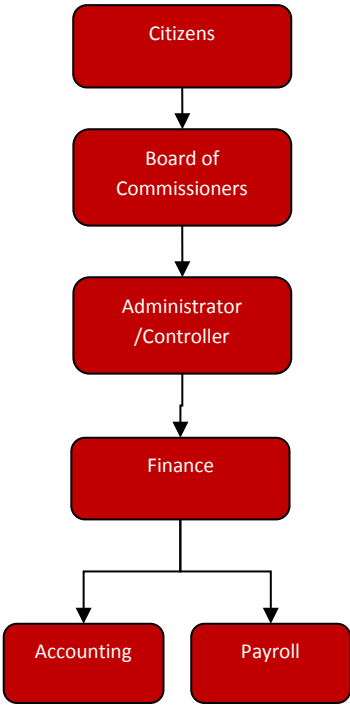 Citizens
Board of
Commissioners
Administrator
/Controller
Finance
Accounting
Payroll